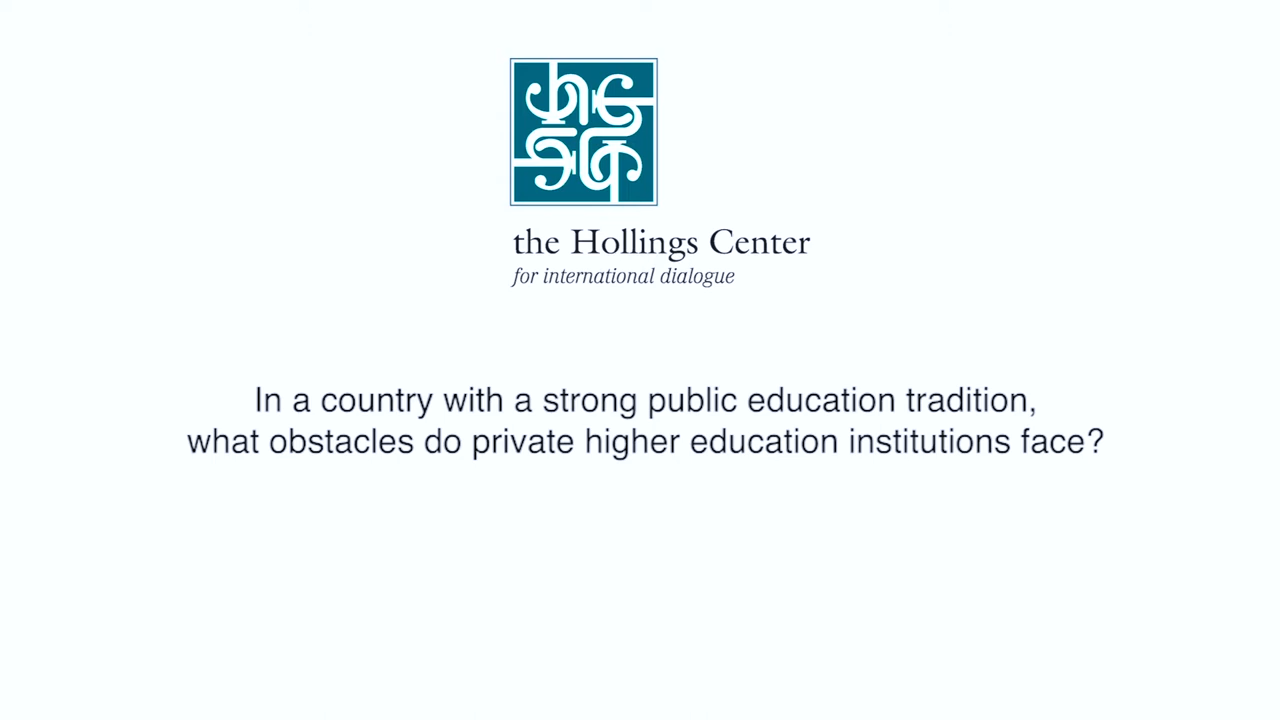 the Hollings Center
for international dialogue
In a country with a strong public education tradition,
what obstacles do private higher education institutions face?